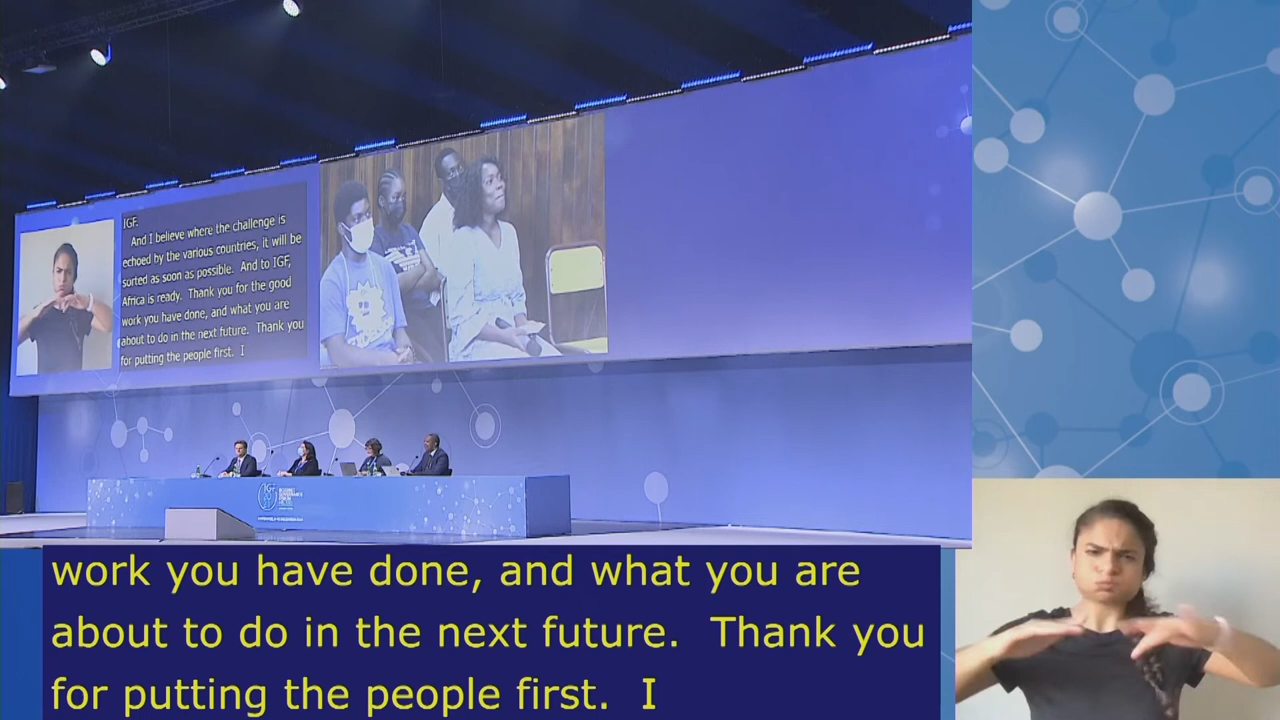 IGF.
And I believe where the challenge is
echoed by the various countries, it will be
sorted as soon as possible. And to IGF,
Africa is ready. Thank you for the good
work you have done, and what you are
about to do in the next future. Thank you
for putting the people first. I
work you have done, and what you are
about to do in the next future. Thank you
for putting the people first. I